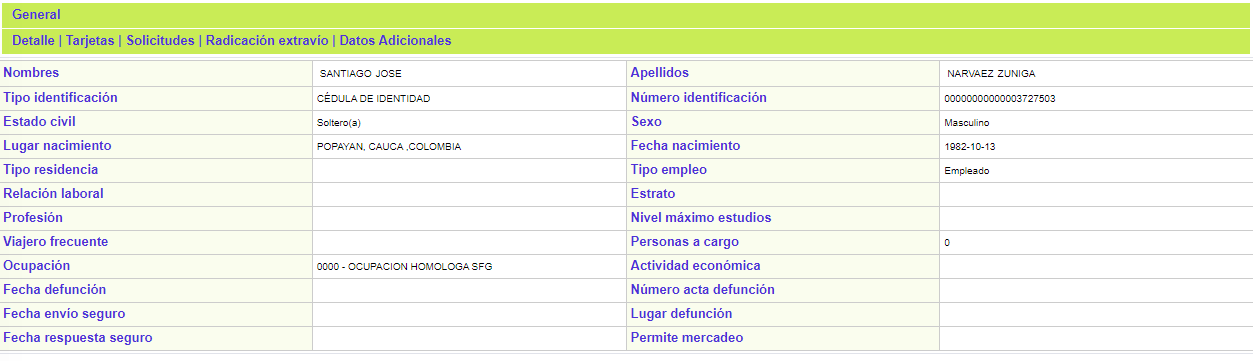 General
Detalle | Tarjetas | Solicitudes | Radicación extravío | Datos Adicionales
Nombres SANTIAGO JOSE Apellidos NARVAEZ ZUNIGA
Tipo identificación CÉDULA DE IDENTIDAD Número identificación 00000000000003727503
Estado civil Soltero(a) Sexo Masculino
Lugar nacimiento POPAYAN, CAUCA ,COLOMBIA Fecha nacimiento 1982-10-13
Tipo residencia Tipo empleo Empleado
Relación laboral Estrato
Profesión Nivel máximo estudios
Viajero frecuente Personas a cargo 0
Ocupación 0000 - OCUPACION HOMOLOGA SFG Actividad económica
Fecha defunción Número acta defunción
Fecha envío seguro Lugar defunción
Fecha respuesta seguro Permite mercadeo